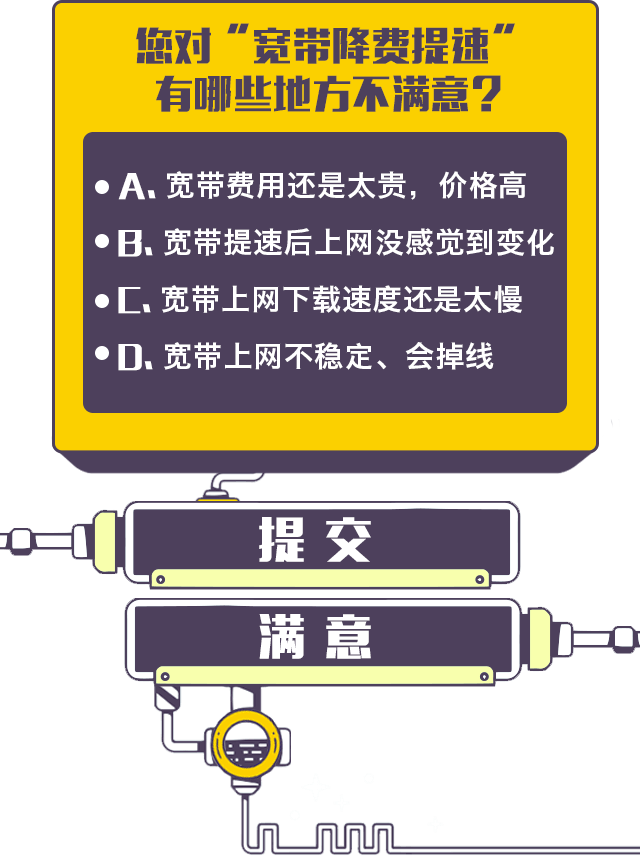 您对“宽带降费提速”
有哪些地方不满意？
A、宽带费用还是太贵，价格高
B、宽带提速后上网没感觉到变化
C、宽带上网下载速度还是太慢
D、宽带上网不稳定、会掉线
提交
满意